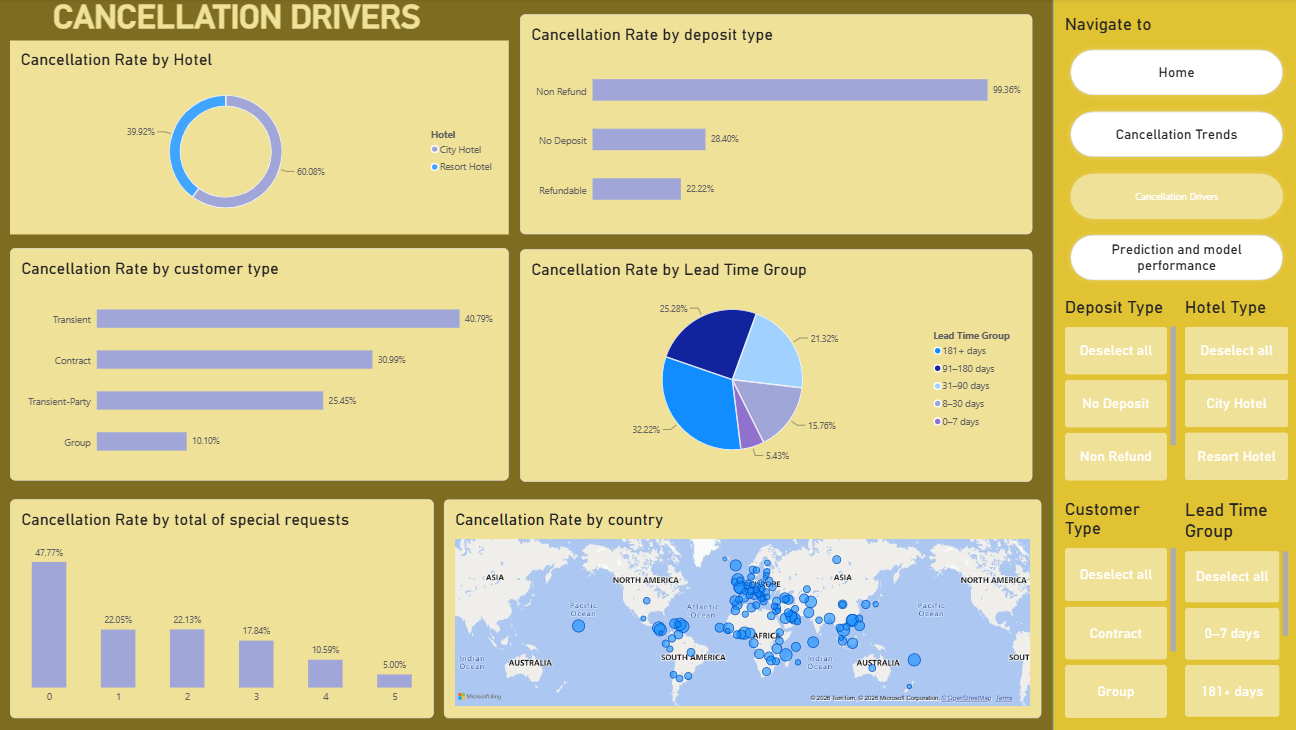 CANCELLATION DRIVERS
Cancellation Rate by Hotel
39.92%
60.08%
Hotel
City Hotel
Resort Hotel
Cancellation Rate by deposit type
Non Refund
99.36%
No Deposit
28.40%
Refundable
22.22%
Cancellation Rate by customer type
Transient
40.79%
Contract
30.99%
Transient-Party
25.45%
Group
10.10%
Cancellation Rate by Lead Time Group
25.28%
21.32%
32.22%
15.76%
5.43%
Lead Time Group
181+ days
91–180 days
31–90 days
8–30 days
0–7 days
Cancellation Rate by total of special requests
47.77%
22.05%
22.13%
17.84%
10.59%
5.00%
0
1
2
3
4
5
Cancellation Rate by country
ASIA
NORTH AMERICA
ASIA
NORTH AMERICA
Pacific
Ocean
Atlantic
Ocean
Pacific
Ocean
AFRICA
Indian
Ocean
AUSTRALIA
SOUTH AMERICA
Indian
Ocean
AUSTRALIA
SOUT
Microsoft Bing
© 2026 TomTom, © 2026 Microsoft Corporation, © OpenStreetMap Terms
Navigate to
Home
Cancellation Trends
Cancellation Drivers
Prediction and model
performance
Deposit Type
Deselect all
No Deposit
Non Refund
Hotel Type
Deselect all
City Hotel
Resort Hotel
Customer
Type
Deselect all
Contract
Group
Lead Time
Group
Deselect all
0–7 days
181+ days